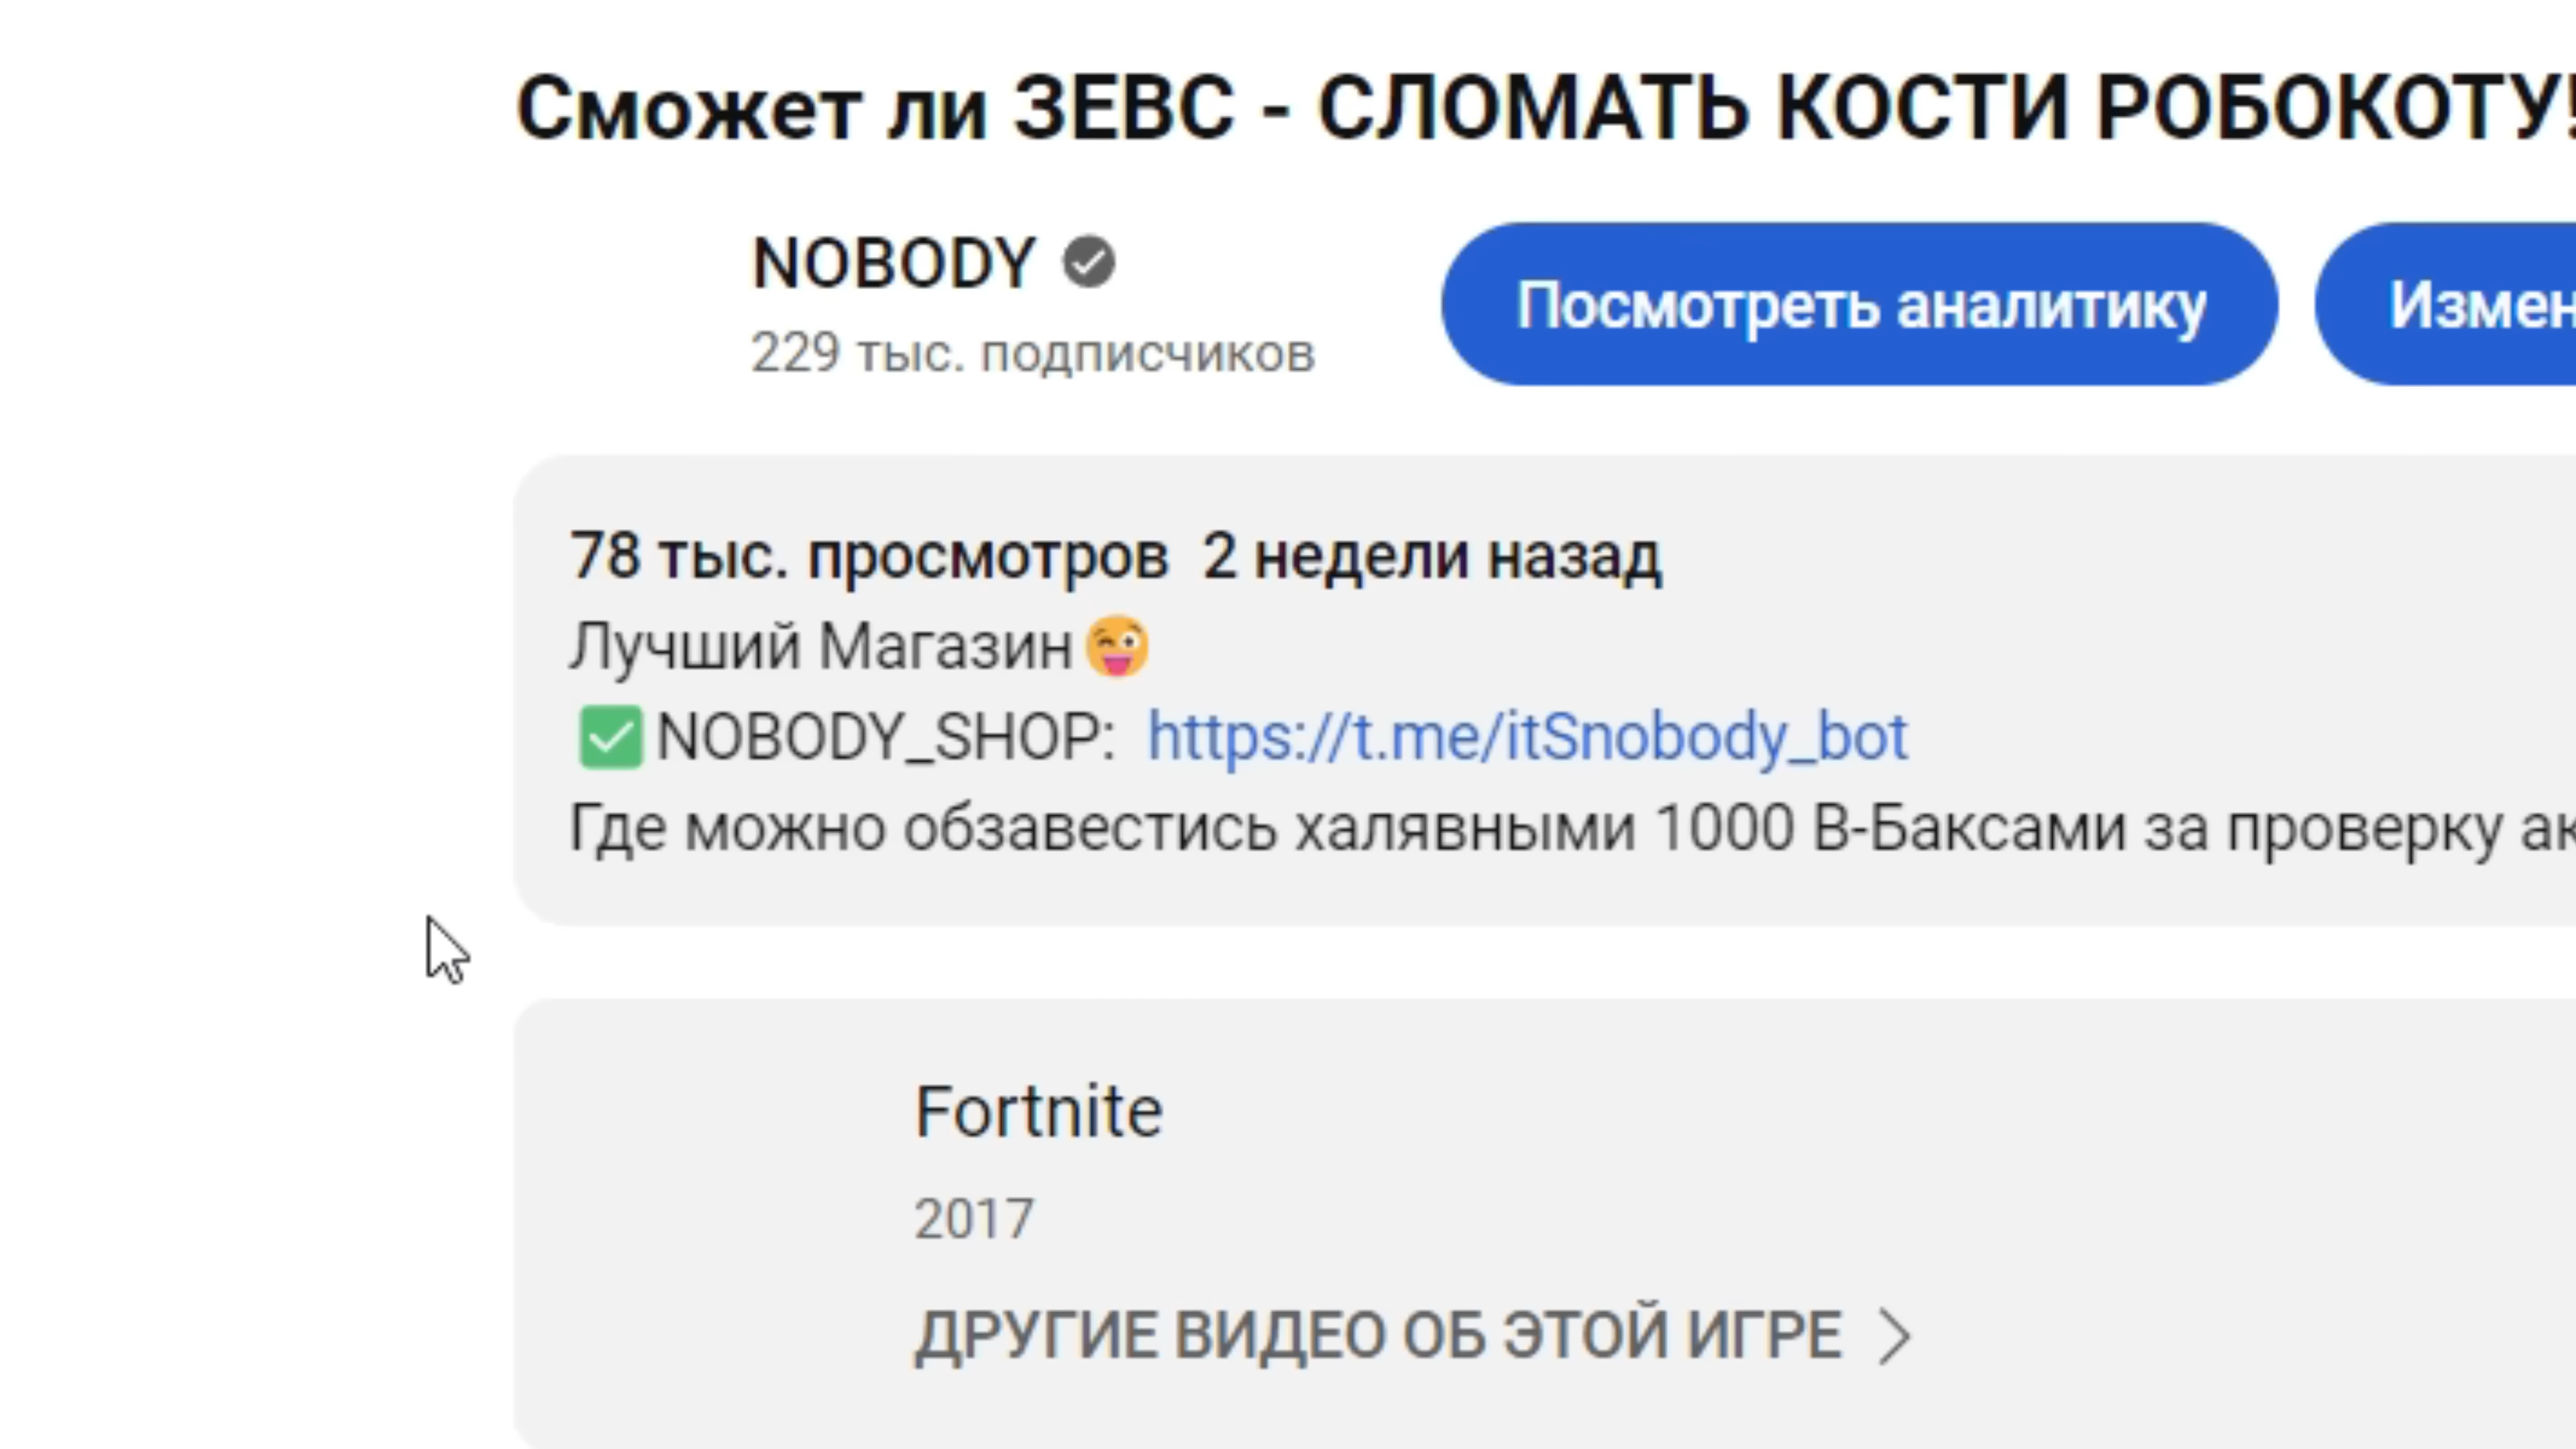 Сможет ли ЗЕВС - СЛОМАТЬ КОСТИ РОБОКОТУ!
NOBODY
229 тыс. подписчиков
Посмотреть аналитику
78 тыс. просмотров 2 недели назад
Лучший Магазин😜
✅NOBODY_SHOP: https://t.me/itSnobody_bot
Где можно обзавестись халявными 1000 В-Баксами за проверку
Fortnite
2017
ДРУГИЕ ВИДЕО ОБ ЭТОЙ ИГРЕ